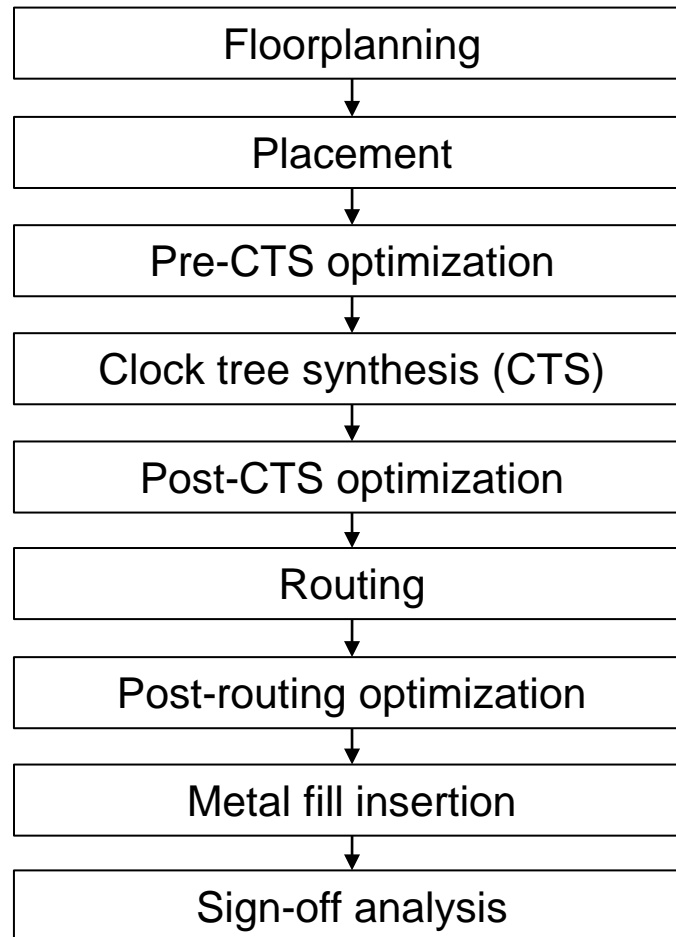 Floorplanning
Placement
Pre-CTS optimization
Clock tree synthesis (CTS)
Post-CTS optimization
Routing
Post-routing optimization
Metal fill insertion
Sign-off analysis